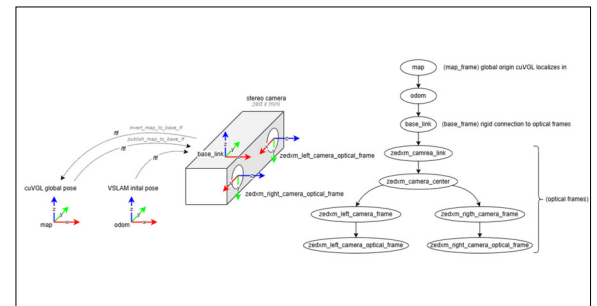 stereo camera
zed x mini
invert_map_to_base_tf
publish_map_to_base_tf
tf
tf
tf
base_link
zedxm_left_camera_optical_frame
zedxm_right_camera_optical_frame
cuVGL global pose
VSLAM inital pose
map
odom
z
y
x
map
(map_frame) global origin cuVGL localizes in
odom
base_link
(base_frame) rigid connection to optical frames
zedxm_camrea_link
zedxm_camera_center
zedxm_left_camera_frame
zedxm_rigth_camera_frame
(optical frames)
zedxm_left_camera_optical_frame
zedxm_right_camera_optical_frame